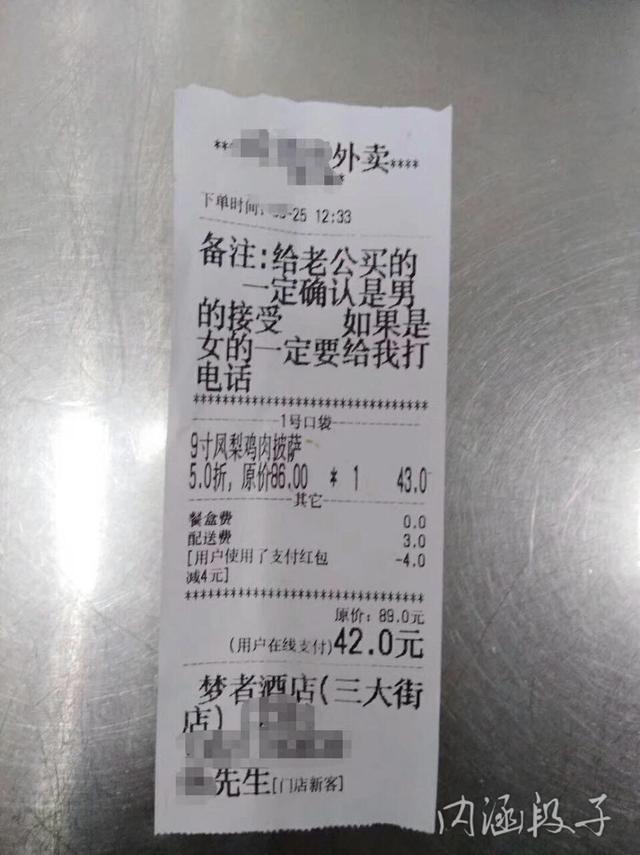 外卖****
下单时间: -25 12:33
备注:给老公买的
一定确认是男
的接受 如果是
女的一定要给我打
电话
********************************
1号口袋
9寸凤梨鸡肉披萨
5.0折,原价86.00 * 1 43.0
其它
餐盒费 0.0
配送费 3.0
[用户使用了支付红包 -4.0
减4元]
********************************
原价: 89.0元
(用户在线支付)42.0元
梦者酒店(三大街
店)
先生[门店新客]
内涵段子